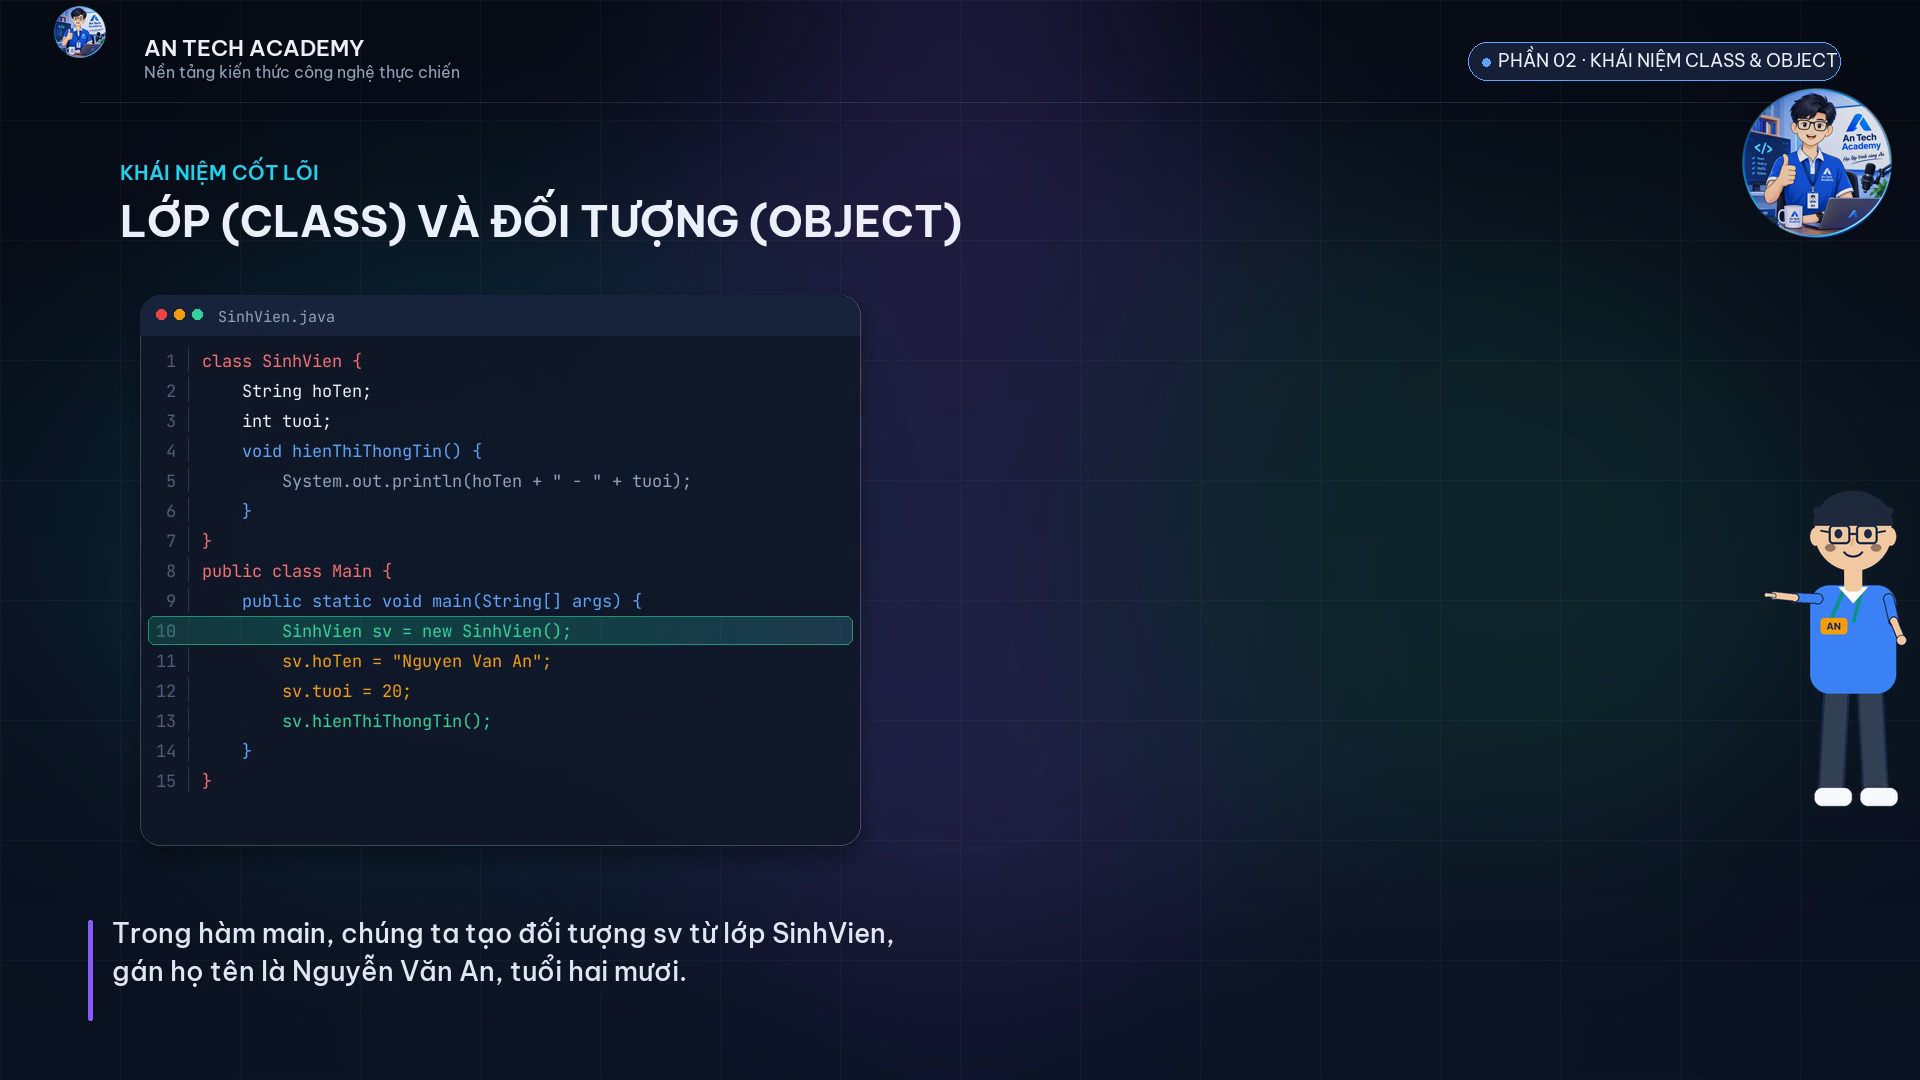 AN TECH ACADEMY
Nền tảng kiến thức công nghệ thực chiến
PHẦN 02 · KHÁI NIỆM CLASS & OBJECT
An Tech
Academy
</>
KHÁI NIỆM CỐT LÕI
LỚP (CLASS) VÀ ĐỐI TƯỢNG (OBJECT)
SinhVien.java
1 class SinhVien {
2     String hoTen;
3     int tuoi;
4     void hienThiThongTin() {
5         System.out.println(hoTen + " - " + tuoi);
6     }
7 }
8 public class Main {
9     public static void main(String[] args) {
10         SinhVien sv = new SinhVien();
11         sv.hoTen = "Nguyen Van An";
12         sv.tuoi = 20;
13         sv.hienThiThongTin();
14     }
15 }
AN
Trong hàm main, chúng ta tạo đối tượng sv từ lớp SinhVien,
gán họ tên là Nguyễn Văn An, tuổi hai mươi.